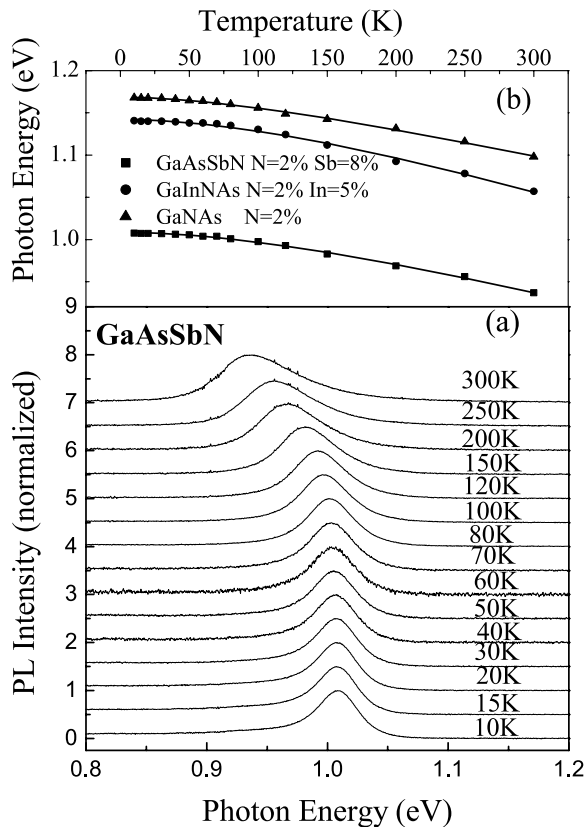 Temperature (K)
0 50 100 150 200 250 300
(b)
Photon Energy (eV)
1.2
1.1
1.0
9
GaAsSbN N=2% Sb=8%
GaInNAs N=2% In=5%
GaNAs N=2%
(a)
GaAsSbN
PL Intensity (normalized)
8
7
6
5
4
3
2
1
0
300K
250K
200K
150K
120K
100K
80K
70K
60K
50K
40K
30K
20K
15K
10K
0.8 0.9 1.0 1.1 1.2
Photon Energy (eV)